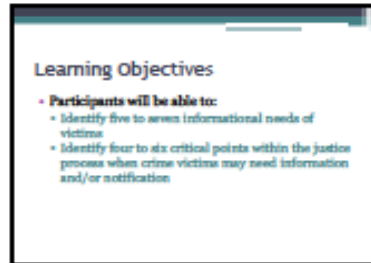 Learning Objectives
• Participants will be able to:
▪ Identify five to seven informational needs of
victims
▪ Identify four to six critical points within the justice
process when crime victims may need information
and/or notification